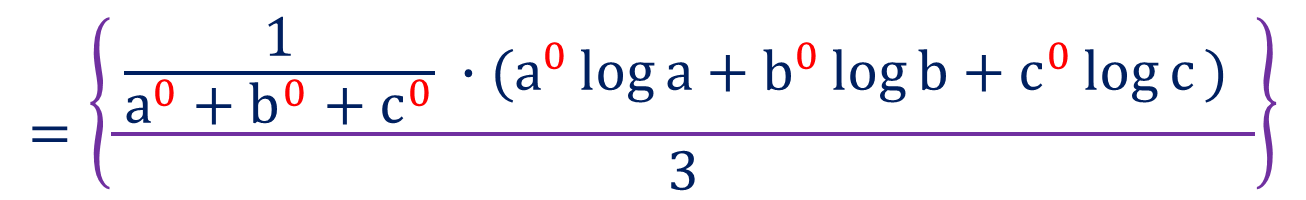 = { 1 / (a⁰ + b⁰ + c⁰) · (a⁰ log a + b⁰ log b + c⁰ log c ) / 3 }